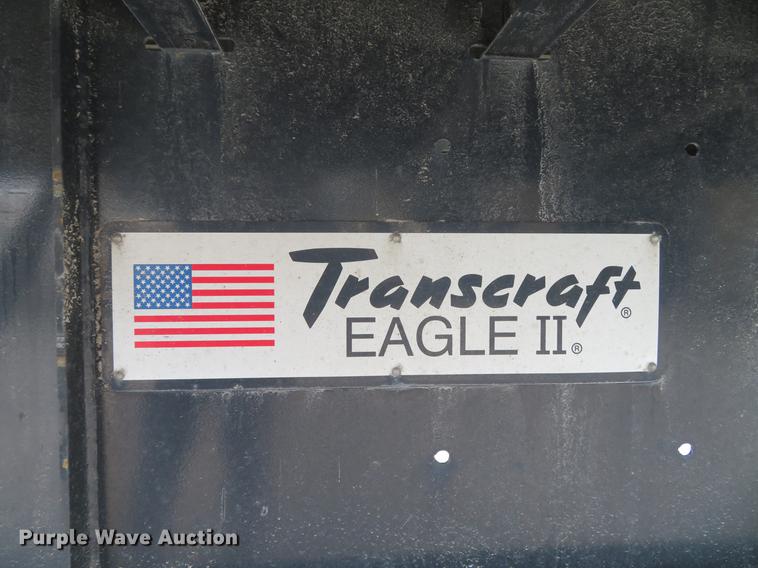 Transcraft®
EAGLE II®
Purple Wave Auction